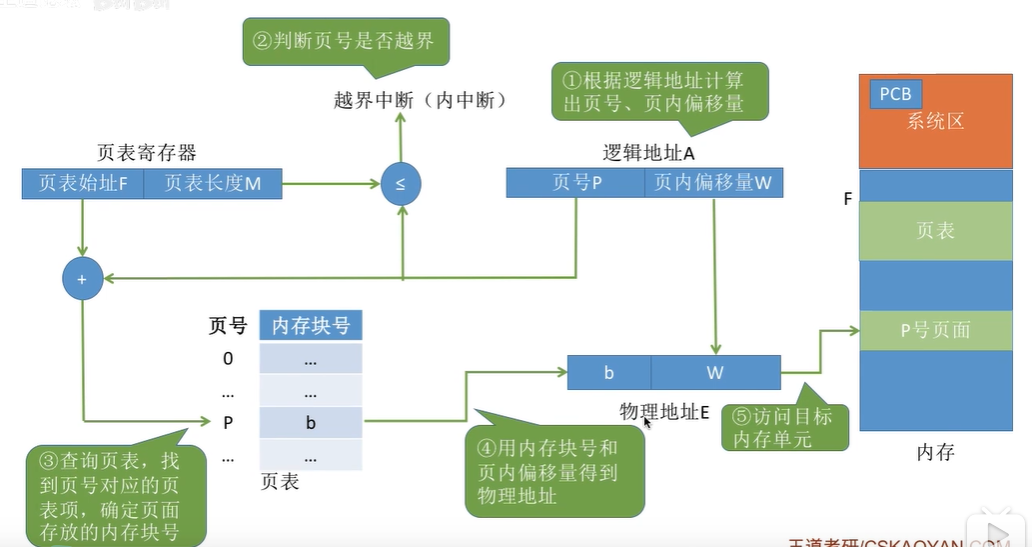 ②判断页号是否越界
越界中断（内中断）
①根据逻辑地址计算
出页号、页内偏移量
PCB
系统区
页表寄存器
页表始址F 页表长度M
≤
逻辑地址A
页号P 页内偏移量W
F
页表
+
P号页面
页号 内存块号
0 ...
... ...
P b
... ...
页表
b W
物理地址E
③查询页表，找
到页号对应的页
表项，确定页面
存放的内存块号
④用内存块号和
页内偏移量得到
物理地址
⑤访问目标
内存单元
内存
王道考研/CSKAOYAN.COM